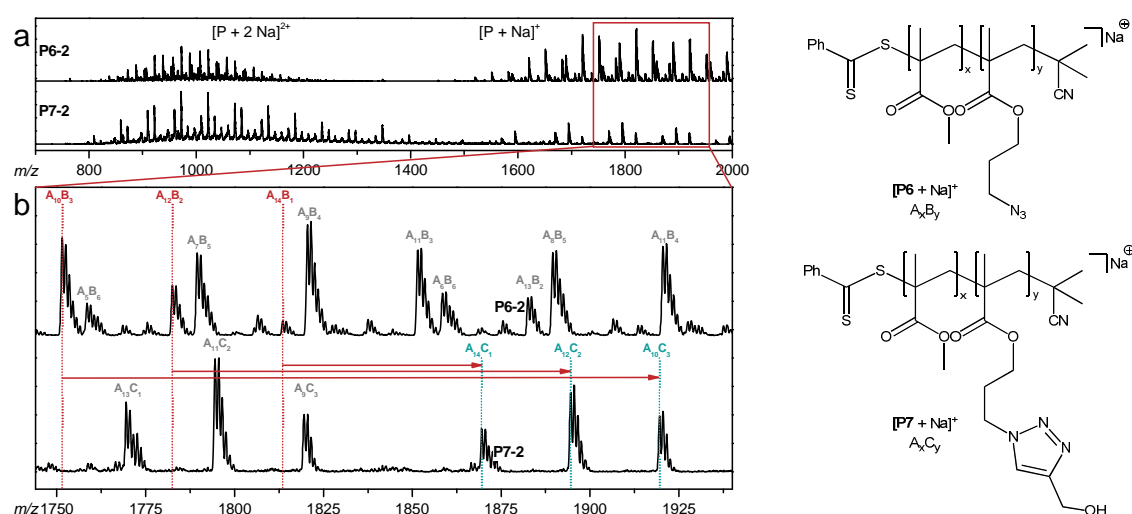 a
[P + 2 Na]2+
[P + Na]+
P6-2
P7-2
m/z
800
1000
1200
1400
1600
1800
2000
b
A10B3
A12B2
A14B1
A5B6
A7B5
A9B4
A11B3
A6B6
A13B2
A8B5
A11B4
P6-2
A13C1
A11C2
A9C3
A14C1
A12C2
A10C3
P7-2
m/z
1750
1775
1800
1825
1850
1875
1900
1925
Ph
S
S
x
y
CN
Na⊕
O
O
O
O
N3
[P6 + Na]+
AxBy
Ph
S
S
x
y
CN
Na⊕
O
O
O
O
[P7 + Na]+
AxCy
N
N
N
OH